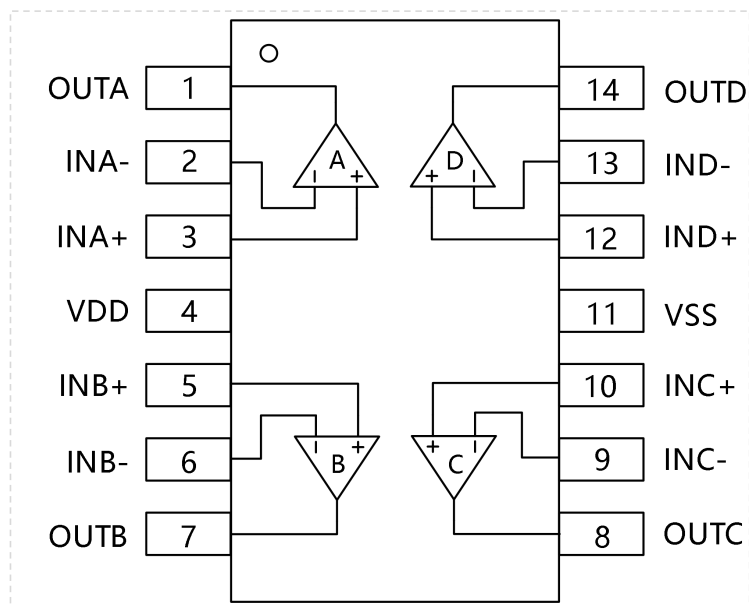 OUTA 1 14 OUTD
A D
INA- 2 13 IND-
- + + -
INA+ 3 12 IND+
VDD 4 11 VSS
INB+ 5 10 INC+
- + + -
INB- 6 9 INC-
B C
OUTB 7 8 OUTC